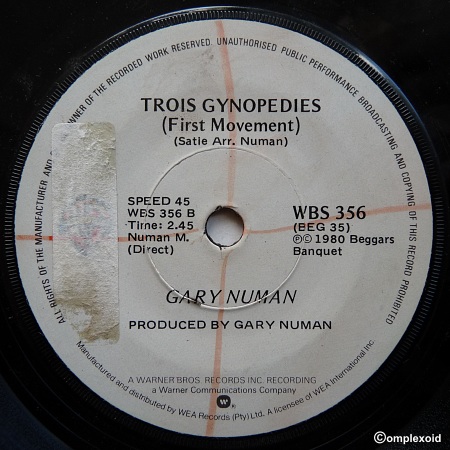 ALL RIGHTS OF THE MANUFACTURER AND OWNER OF THE RECORDED WORK RESERVED. UNAUTHORISED PUBLIC PERFORMANCE BROADCASTING AND COPYING OF THIS RECORD PROHIBITED
TROIS GYNOPEDIES
(First Movement)
(Satie Arr. Numan)
SPEED 45
WBS 356 B
Time: 2.45
Numan M.
(Direct)
WBS 356
(BEG 35)
Ⓟ© 1980 Beggars
Banquet
GARY NUMAN
PRODUCED BY GARY NUMAN
A WARNER BROS. RECORDS INC. RECORDING
a Warner Communications Company
Manufactured and distributed by WEA Records (Pty) Ltd. A licensee of WEA International Inc.
©omplexoid